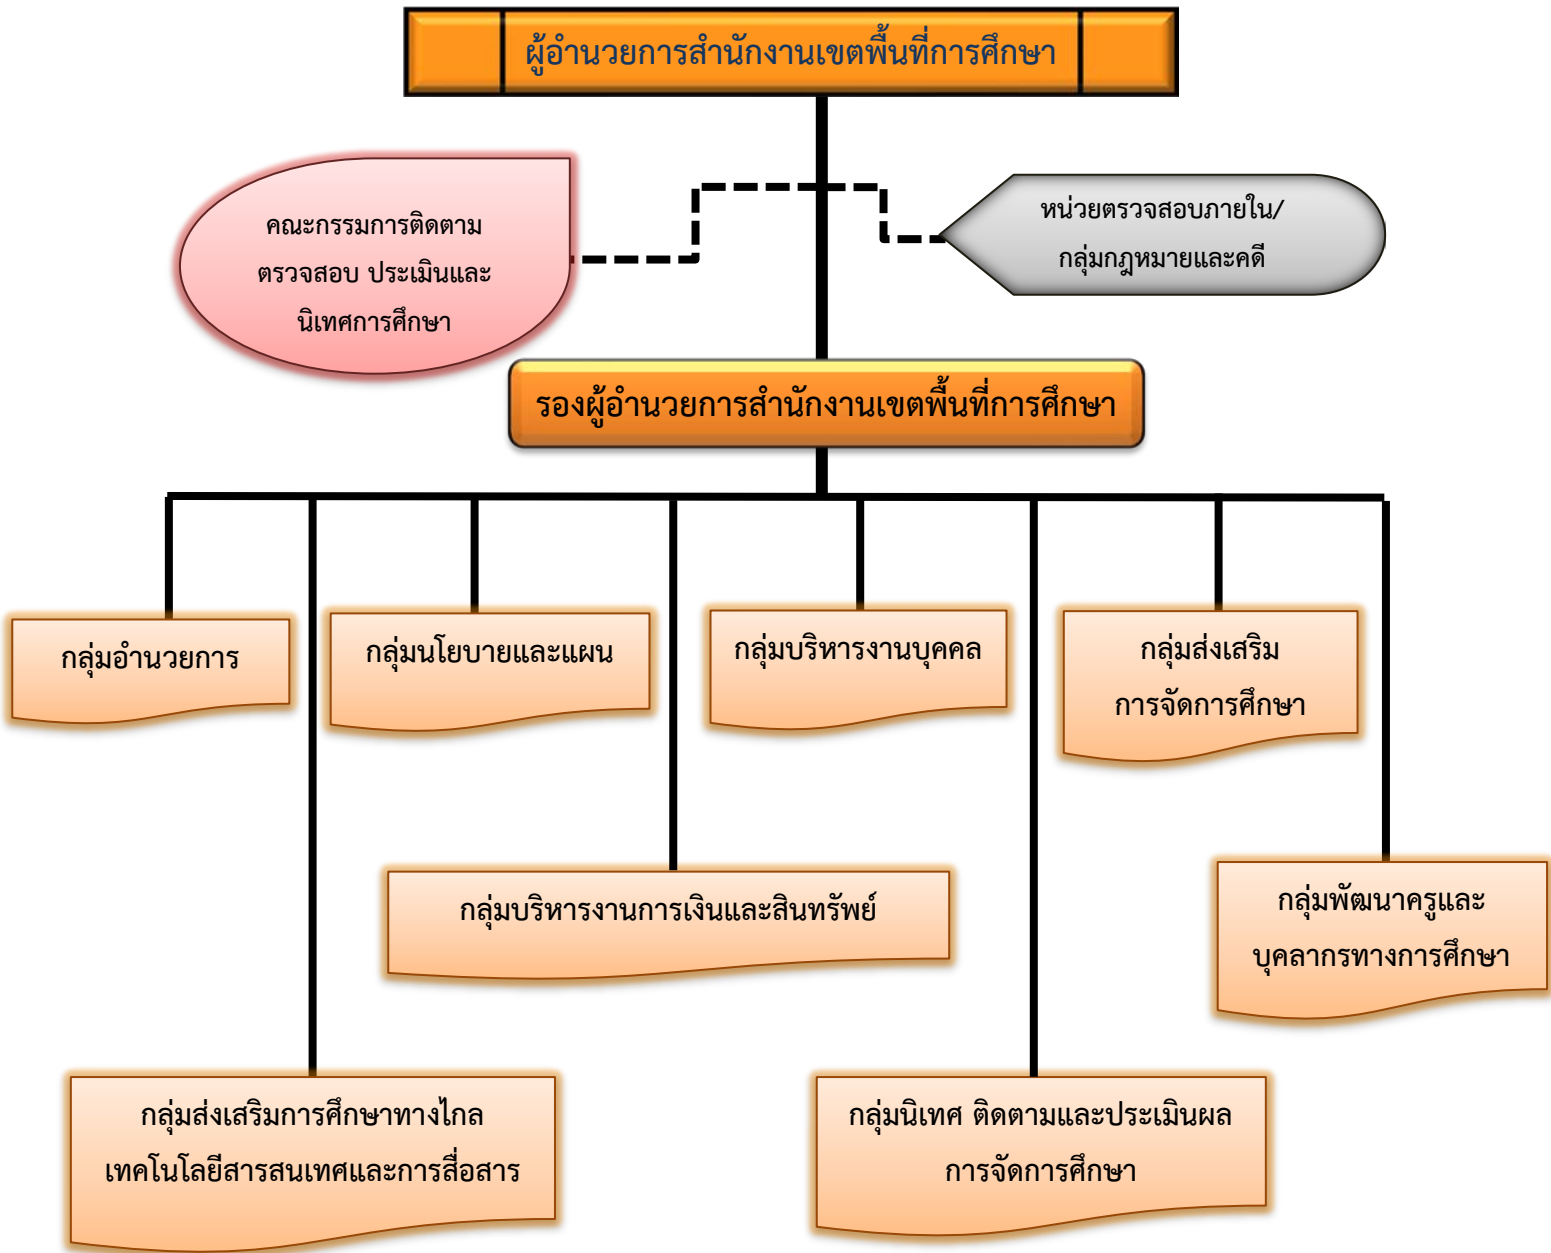 ผู้อำนวยการสำนักงานเขตพื้นที่การศึกษา
คณะกรรมการติดตาม
ตรวจสอบ ประเมินและ
นิเทศการศึกษา
หน่วยตรวจสอบภายใน/
กลุ่มกฎหมายและคดี
รองผู้อำนวยการสำนักงานเขตพื้นที่การศึกษา
กลุ่มอำนวยการ
กลุ่มนโยบายและแผน
กลุ่มบริหารงานบุคคล
กลุ่มส่งเสริม
การจัดการศึกษา
กลุ่มบริหารงานการเงินและสินทรัพย์
กลุ่มพัฒนาครูและ
บุคลากรทางการศึกษา
กลุ่มส่งเสริมการศึกษาทางไกล
เทคโนโลยีสารสนเทศและการสื่อสาร
กลุ่มนิเทศ ติดตามและประเมินผล
การจัดการศึกษา